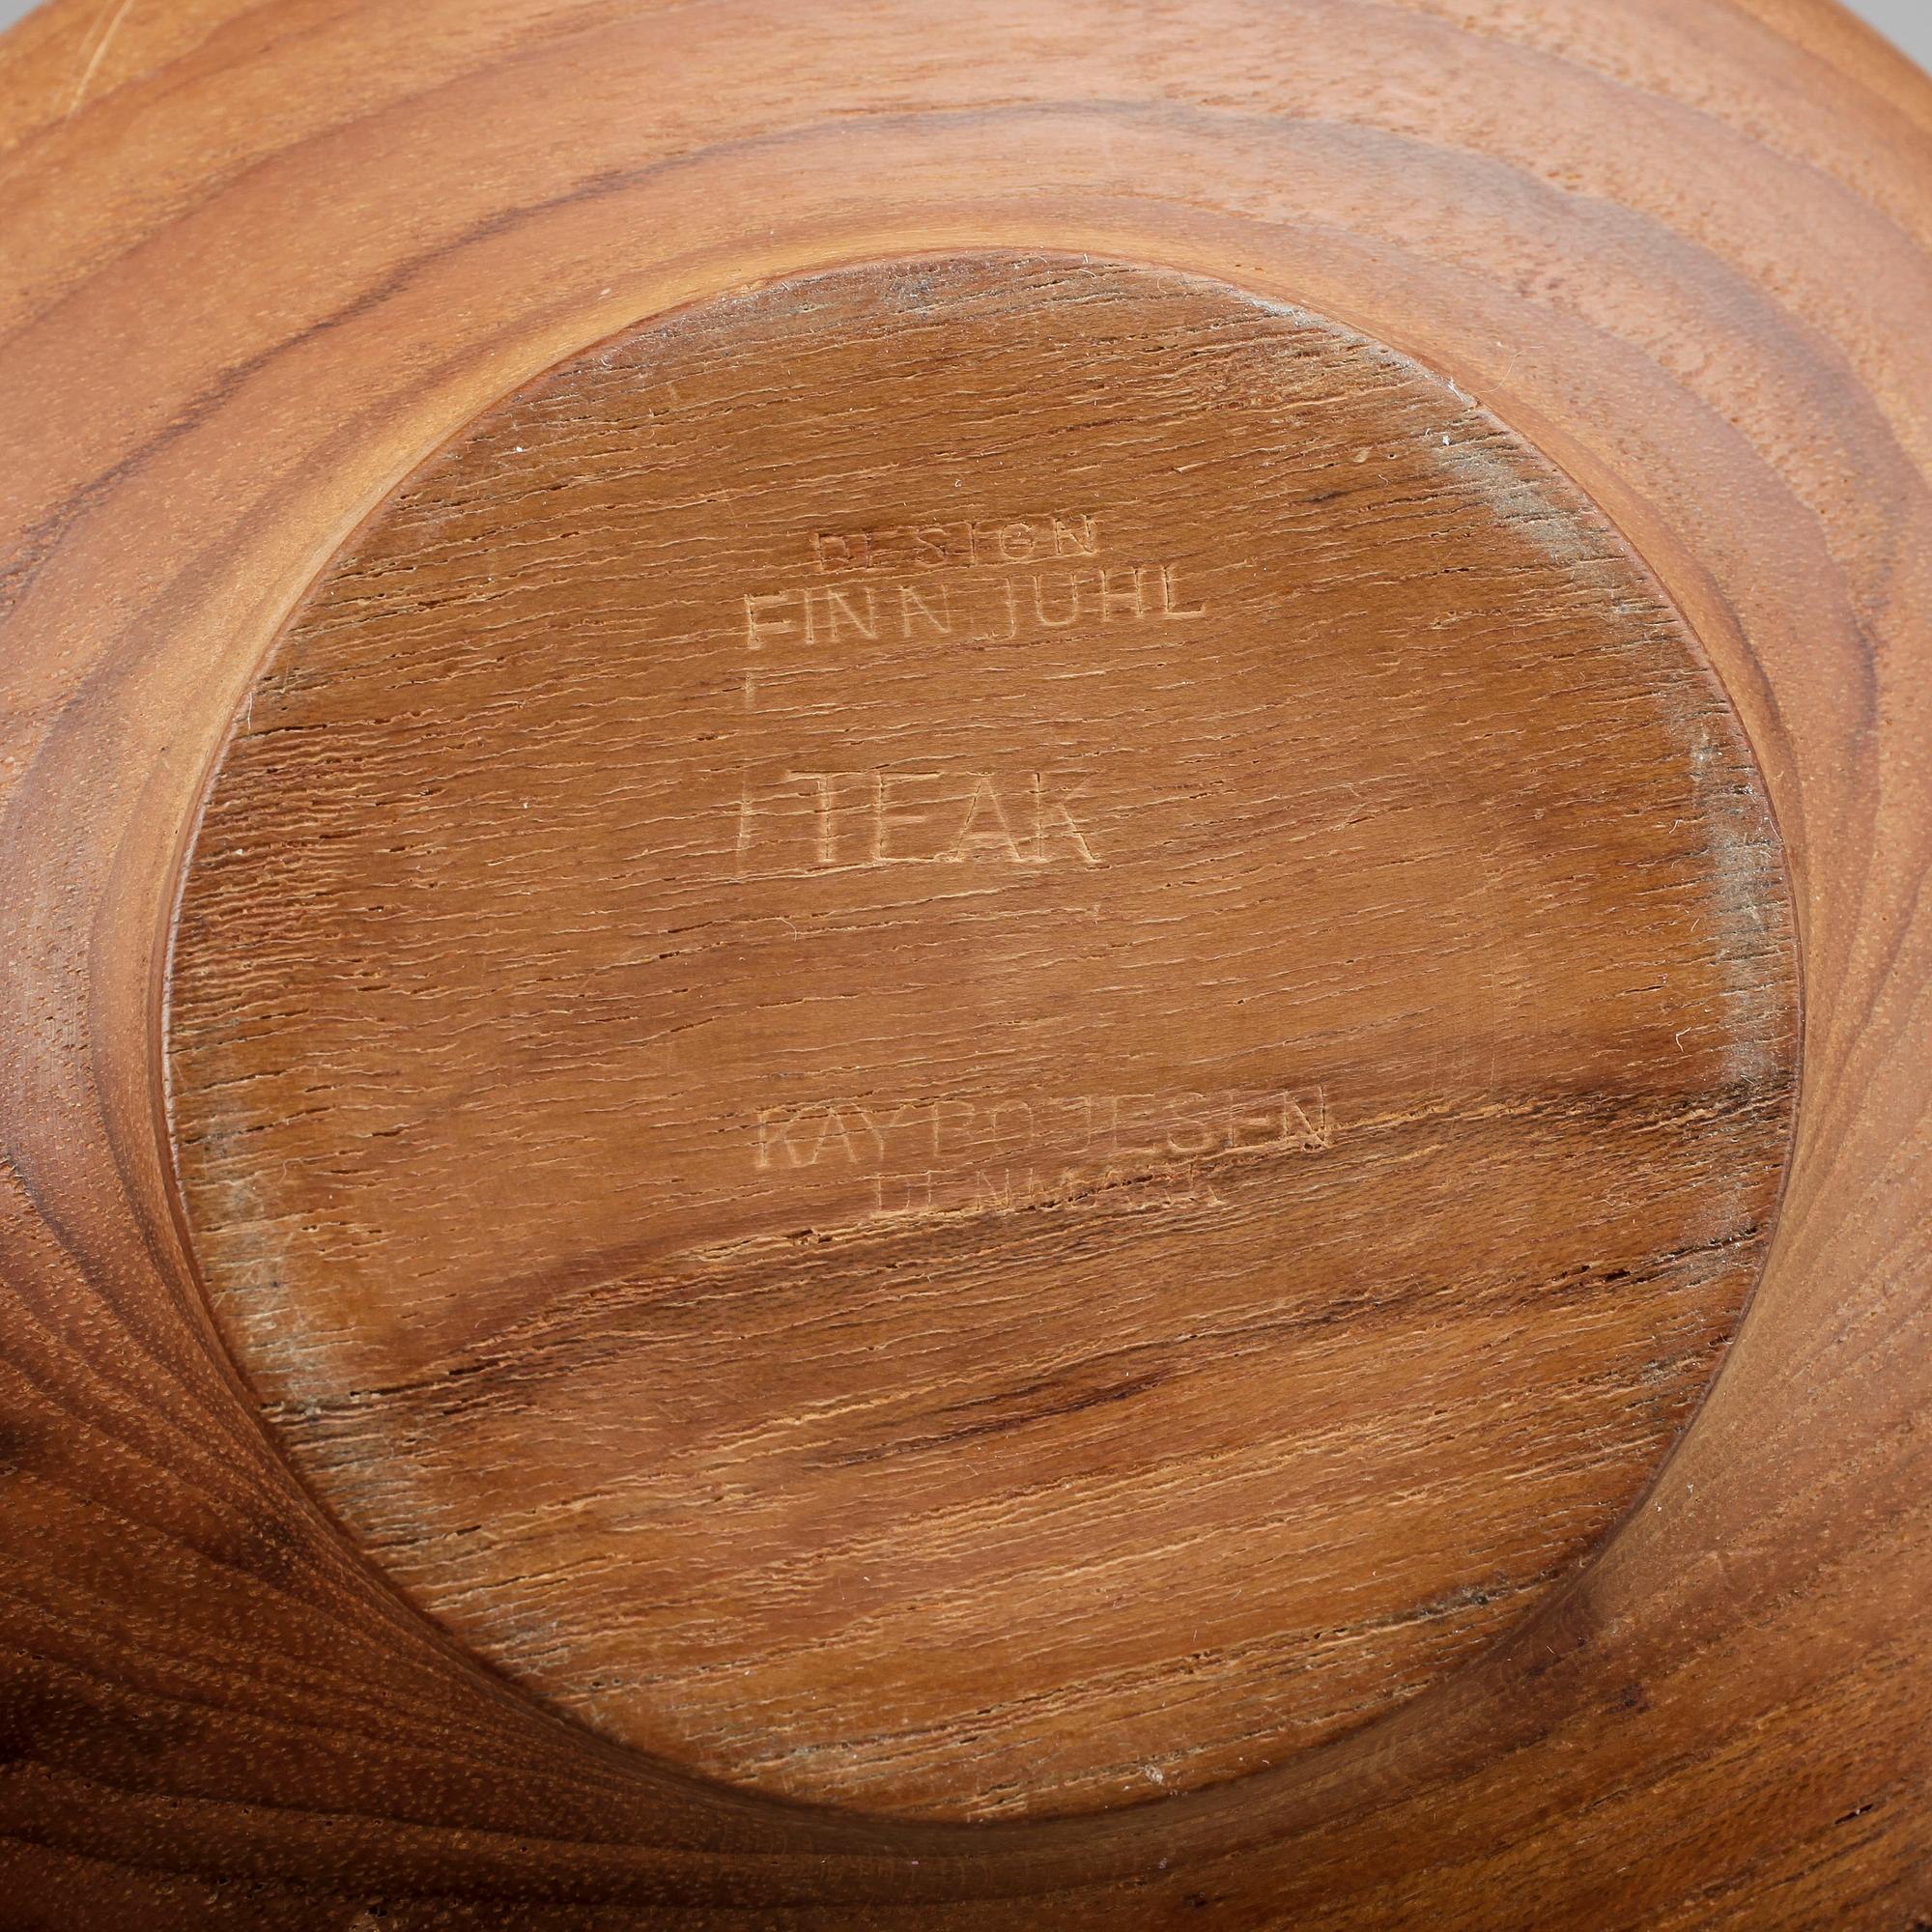 DESIGN
FINN JUHL
TEAK
KAY BOJESEN
DENMARK